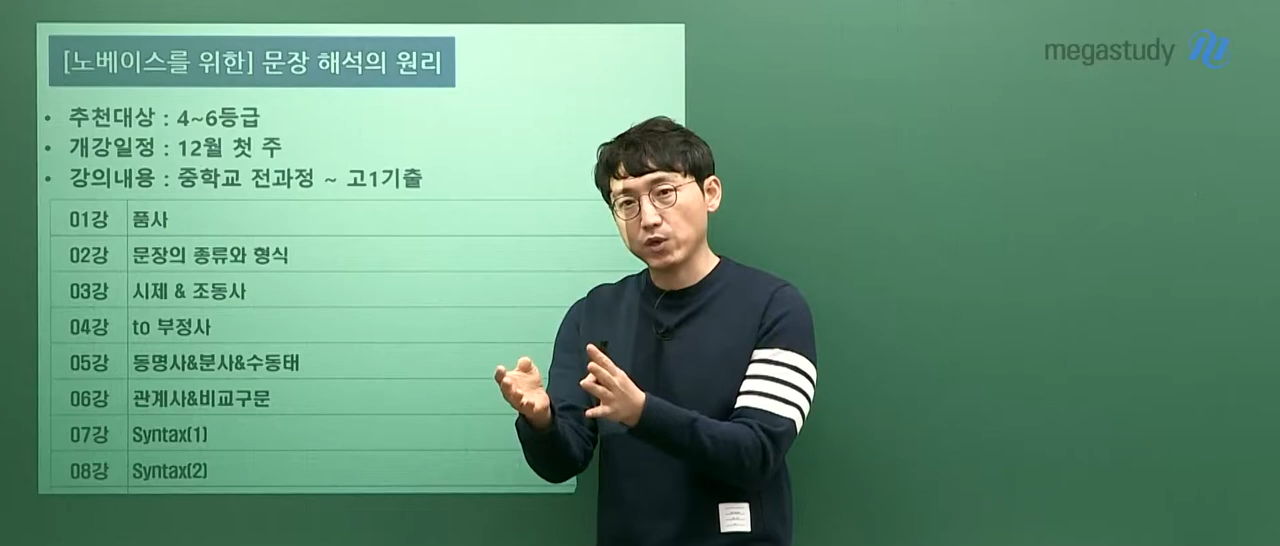 [노베이스를 위한] 문장 해석의 원리
megastudy
• 추천대상 : 4~6등급
• 개강일정 : 12월 첫 주
• 강의내용 : 중학교 전과정 ~ 고1기출
01강 품사
02강 문장의 종류와 형식
03강 시제 & 조동사
04강 to 부정사
05강 동명사&분사&수동태
06강 관계사&비교구문
07강 Syntax(1)
08강 Syntax(2)